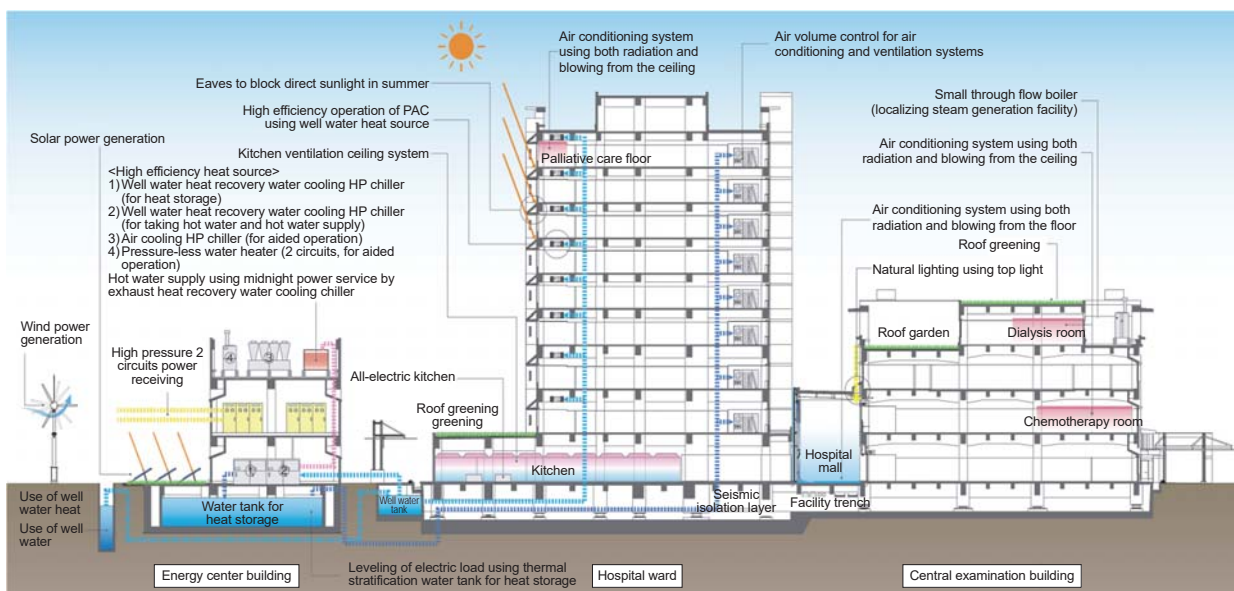 Air conditioning system
using both radiation and
blowing from the ceiling
Air volume control for air
conditioning and ventilation systems
Eaves to block direct sunlight in summer
High efficiency operation of PAC
using well water heat source
Kitchen ventilation ceiling system
Small through flow boiler
(localizing steam generation facility)
Air conditioning system using both
radiation and blowing from the ceiling
Air conditioning system using both
radiation and blowing from the floor
Roof greening
Natural lighting using top light
Solar power generation
<High efficiency heat source>
1) Well water heat recovery water cooling HP chiller
(for heat storage)
2) Well water heat recovery water cooling HP chiller
(for taking hot water and hot water supply)
3) Air cooling HP chiller (for aided operation)
4) Pressure-less water heater (2 circuits, for aided
operation)
Hot water supply using midnight power service by
exhaust heat recovery water cooling chiller
Wind power
generation
High pressure 2
circuits power
receiving
④
③
①
②
All-electric kitchen
Roof
greening
Palliative care floor
Kitchen
Roof garden
Dialysis room
Chemotherapy room
Hospital
mall
Facility trench
Seismic
isolation layer
Use of well
water heat
Use of well
water
Water tank for
heat storage
Well water
tank
Leveling of electric load using thermal
stratification water tank for heat storage
Energy center building
Hospital ward
Central examination building